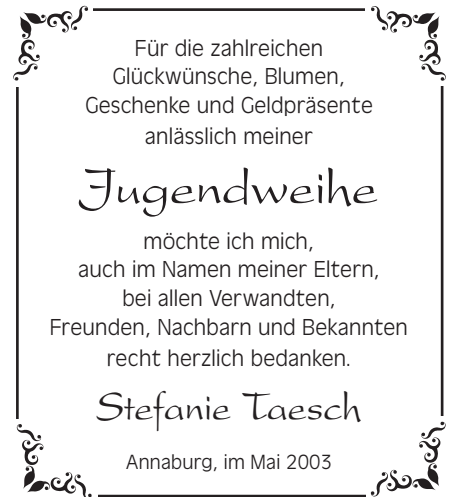 Für die zahlreichen
Glückwünsche, Blumen,
Geschenke und Geldpräsente
anlässlich meiner
Jugendweihe
möchte ich mich,
auch im Namen meiner Eltern,
bei allen Verwandten,
Freunden, Nachbarn und Bekannten
recht herzlich bedanken.
Stefanie Taesch
Annaburg, im Mai 2003